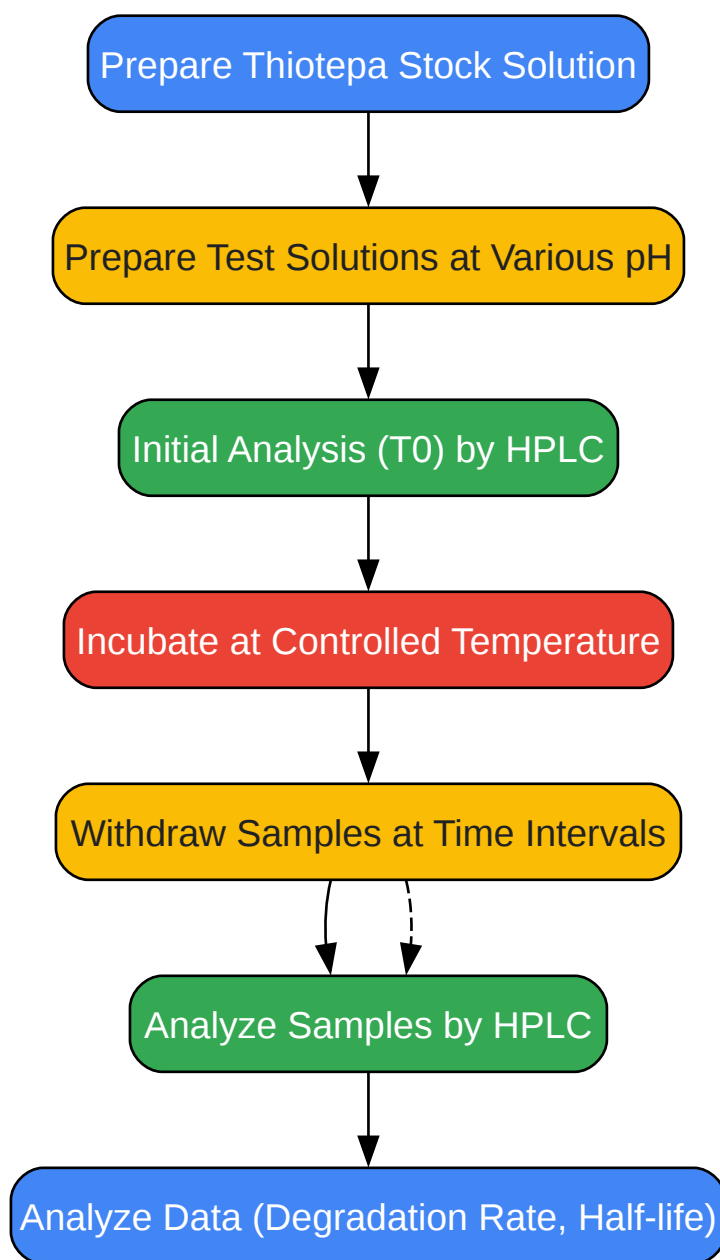 Prepare Thiotepa Stock Solution
Prepare Test Solutions at Various pH
Initial Analysis (T0) by HPLC
Incubate at Controlled Temperature
Withdraw Samples at Time Intervals
Analyze Samples by HPLC
Analyze Data (Degradation Rate, Half-life)